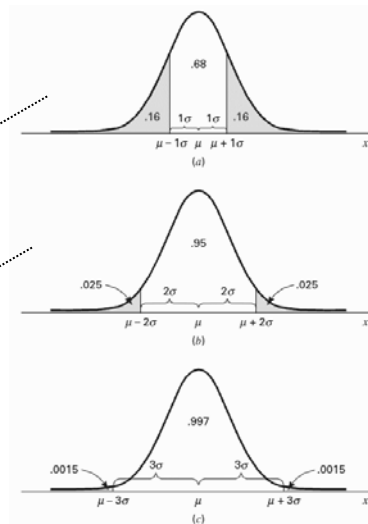 .68
.16 1σ 1σ .16
μ − 1σ μ μ + 1σ x
(a)
.95
.025 2σ 2σ .025
μ − 2σ μ μ + 2σ x
(b)
.997
.0015 3σ 3σ .0015
μ − 3σ μ μ + 3σ x
(c)